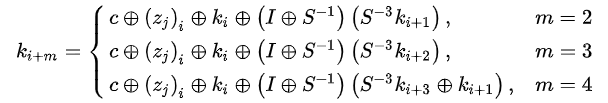 k_{i+m} = { c ⊕ (z_j)_i ⊕ k_i ⊕ (I ⊕ S^{-1}) (S^{-3} k_{i+1}) , m = 2
c ⊕ (z_j)_i ⊕ k_i ⊕ (I ⊕ S^{-1}) (S^{-3} k_{i+2}) , m = 3
c ⊕ (z_j)_i ⊕ k_i ⊕ (I ⊕ S^{-1}) (S^{-3} k_{i+3} ⊕ k_{i+1}) , m = 4